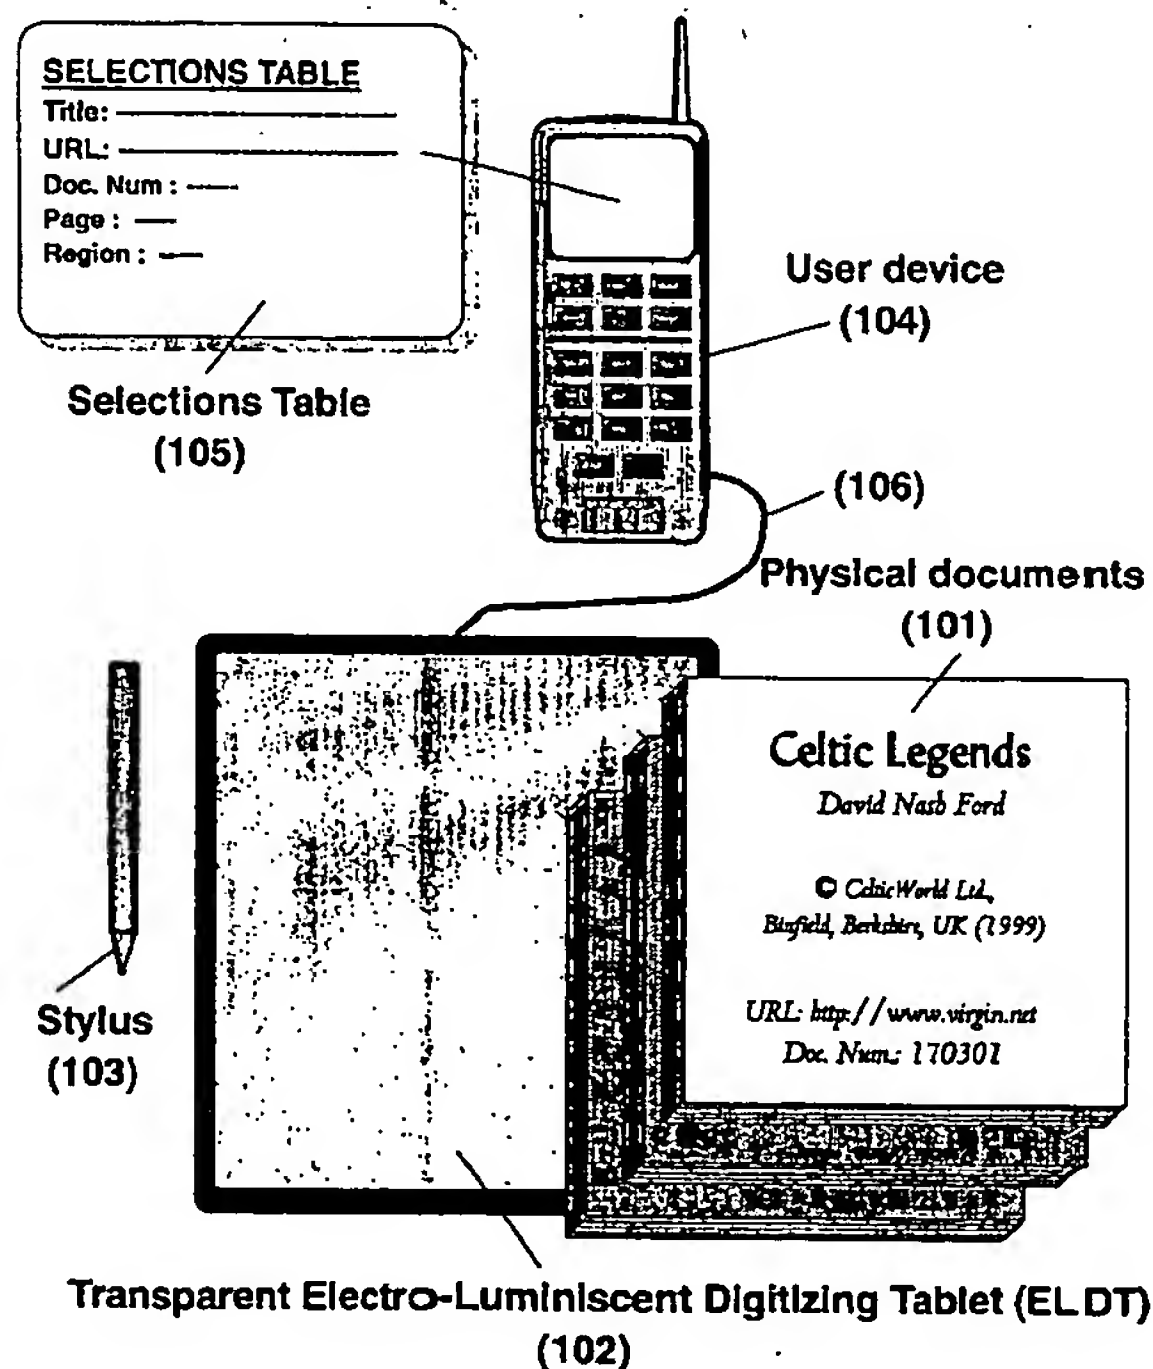 SELECTIONS TABLE
Title:
URL:
Doc. Num :
Page :
Region :
Selections Table
(105)
User device
(104)
(106)
Physical documents
(101)
Celtic Legends
David Nash Ford
© CelticWorld Ltd.,
Binfield, Berkshire, UK (1999)
URL: http://www.virgin.net
Doc. Num.: 170301
Stylus
(103)
Transparent Electro-Luminiscent Digitizing Tablet (ELDT)
(102)